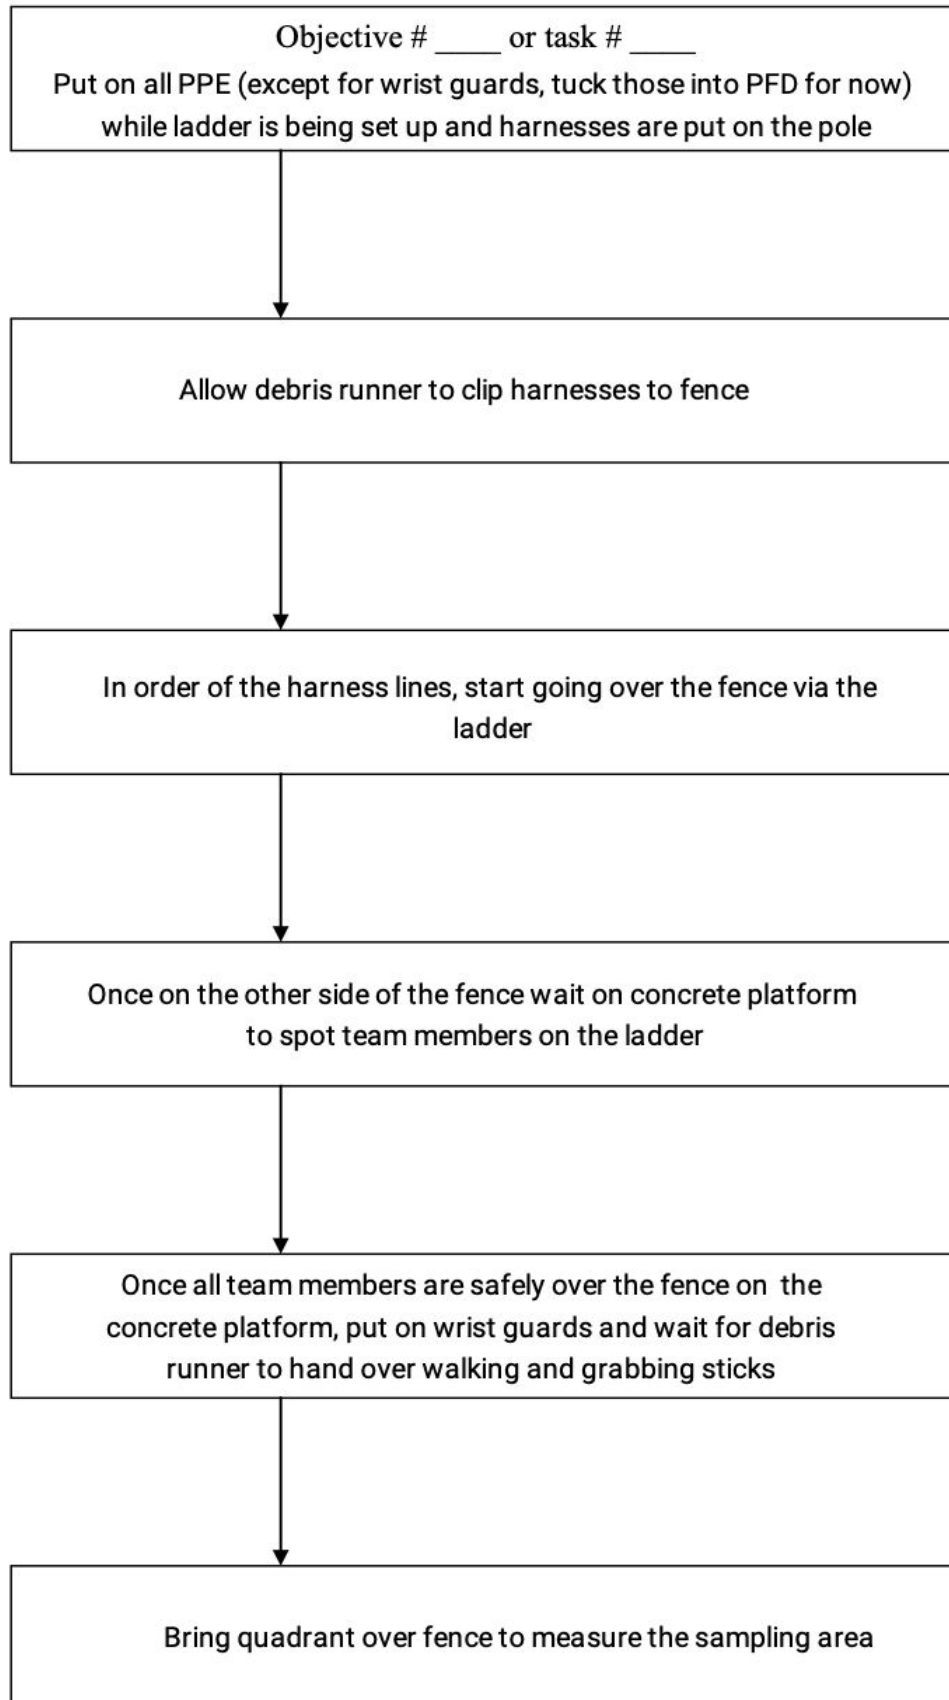 Objective # ____ or task # ____
Put on all PPE (except for wrist guards, tuck those into PFD for now)
while ladder is being set up and harnesses are put on the pole
Allow debris runner to clip harnesses to fence
In order of the harness lines, start going over the fence via the
ladder
Once on the other side of the fence wait on concrete platform
to spot team members on the ladder
Once all team members are safely over the fence on the
concrete platform, put on wrist guards and wait for debris
runner to hand over walking and grabbing sticks
Bring quadrant over fence to measure the sampling area